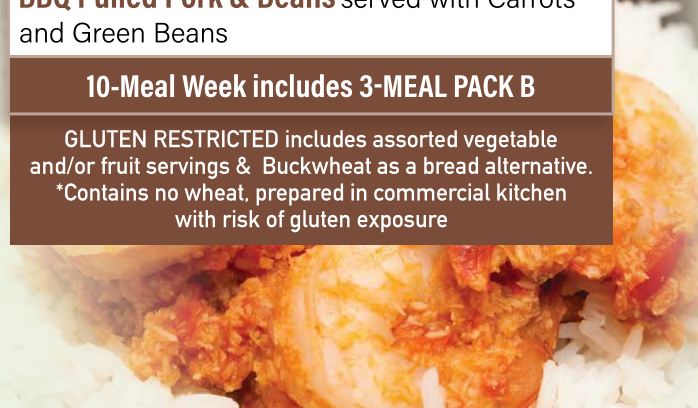 BBQ Pulled Pork & Beans served with Carrots
and Green Beans
10-Meal Week includes 3-MEAL PACK B
GLUTEN RESTRICTED includes assorted vegetable
and/or fruit servings & Buckwheat as a bread alternative.
*Contains no wheat, prepared in commercial kitchen
with risk of gluten exposure